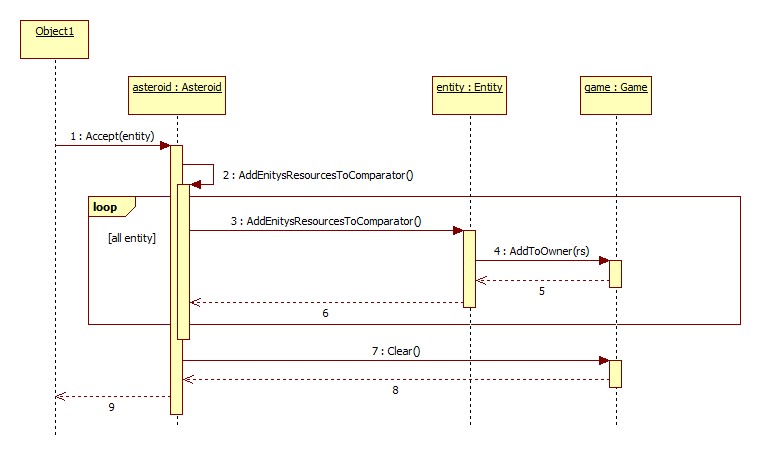 Object1
asteroid : Asteroid
entity : Entity
game : Game
1 : Accept(entity)
2 : AddEnitysResourcesToComparator()
loop
3 : AddEnitysResourcesToComparator()
[all entity]
4 : AddToOwner(rs)
5
6
7 : Clear()
8
9